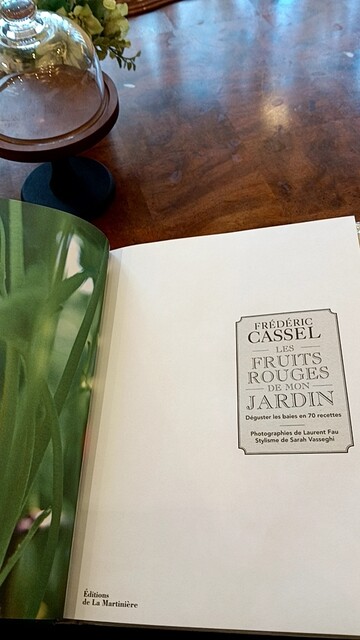 FRÉDÉRIC
CASSEL
LES
FRUITS
ROUGES
DE MON
JARDIN
Déguster les baies en 70 recettes
Photographies de Laurent Fau
Stylisme de Sarah Vasseghi
Éditions
de La Martinière